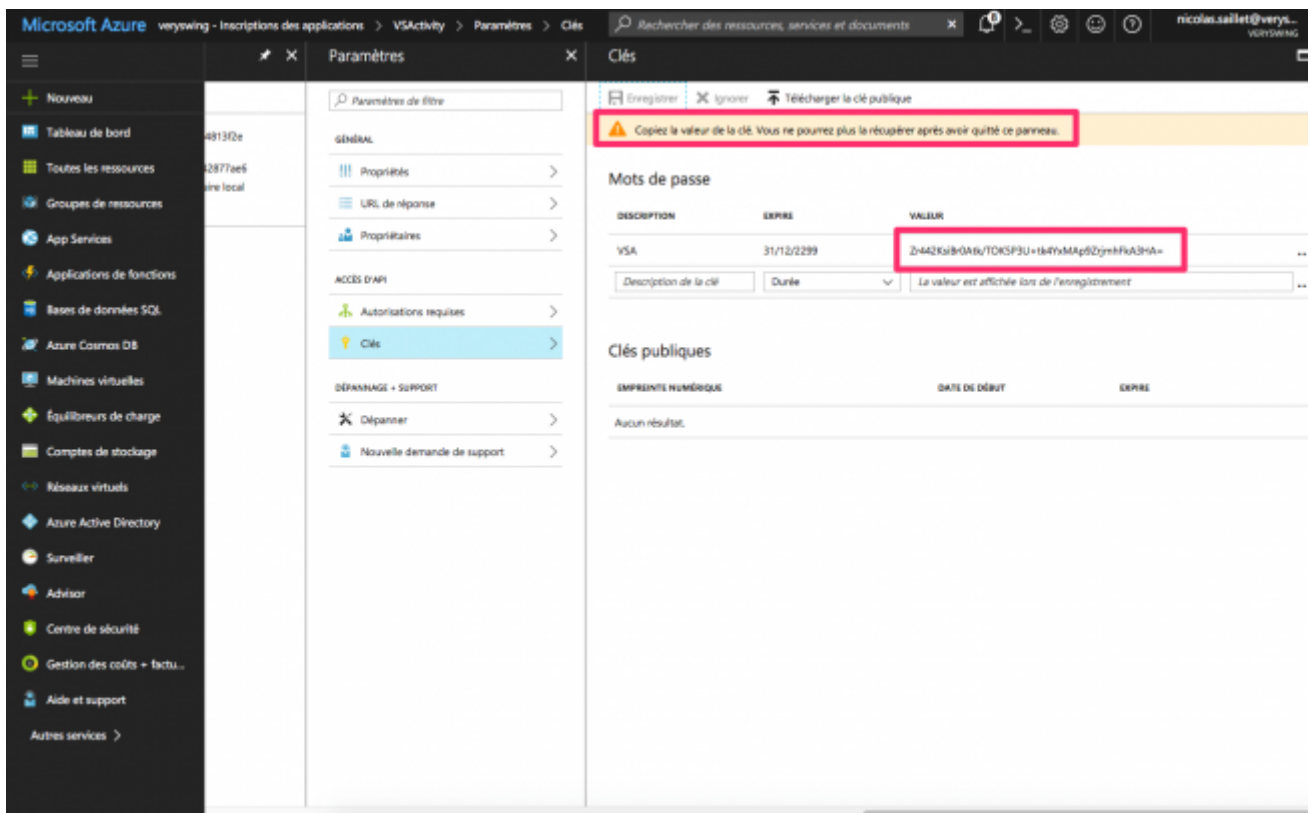 Microsoft Azure veryswing - Inscriptions des applications > VSActivity > Paramètres > Clés
Rechercher des ressources, services et documents
nicolas.saillet@verys...
VERYSWING
Nouveau
Tableau de bord
Toutes les ressources
Groupes de ressources
App Services
Applications de fonctions
Bases de données SQL
Azure Cosmos DB
Machines virtuelles
Équilibreurs de charge
Comptes de stockage
Réseaux virtuels
Azure Active Directory
Surveiller
Advisor
Centre de sécurité
Gestion des coûts + factu...
Aide et support
Autres services >
4813f2e
2877ae6
aire local
Paramètres
Paramètres de filtre
GÉNÉRAL
Propriétés
URL de réponse
Propriétaires
ACCÈS D'API
Autorisations requises
Clés
DÉPANNAGE + SUPPORT
Dépanner
Nouvelle demande de support
Clés
Enregistrer Ignorer Télécharger la clé publique
Copiez la valeur de la clé. Vous ne pourrez plus la récupérer après avoir quitté ce panneau.
Mots de passe
DESCRIPTION EXPIRE VALEUR
VSA 31/12/2299
Description de la clé Durée La valeur est affichée lors de l'enregistrement
Clés publiques
EMPREINTE NUMÉRIQUE DATE DE DÉBUT EXPIRE
Aucun résultat.